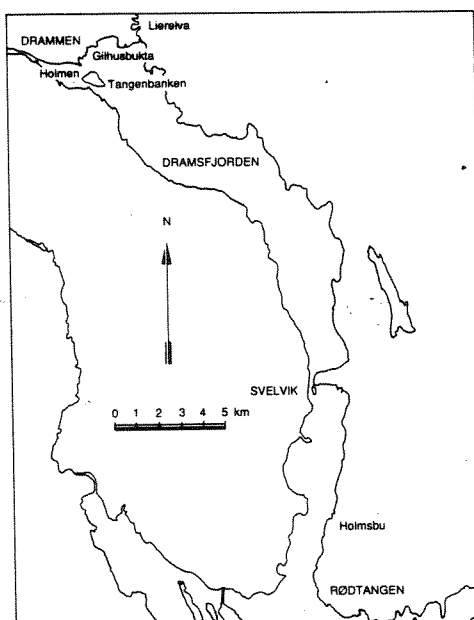 Lierelva
DRAMMEN
Gilhusbukta
Holmen
Tangenbanken
DRAMSFJORDEN
N
SVELVIK
0 1 2 3 4 5 km
Holmsbu
RØDTANGEN